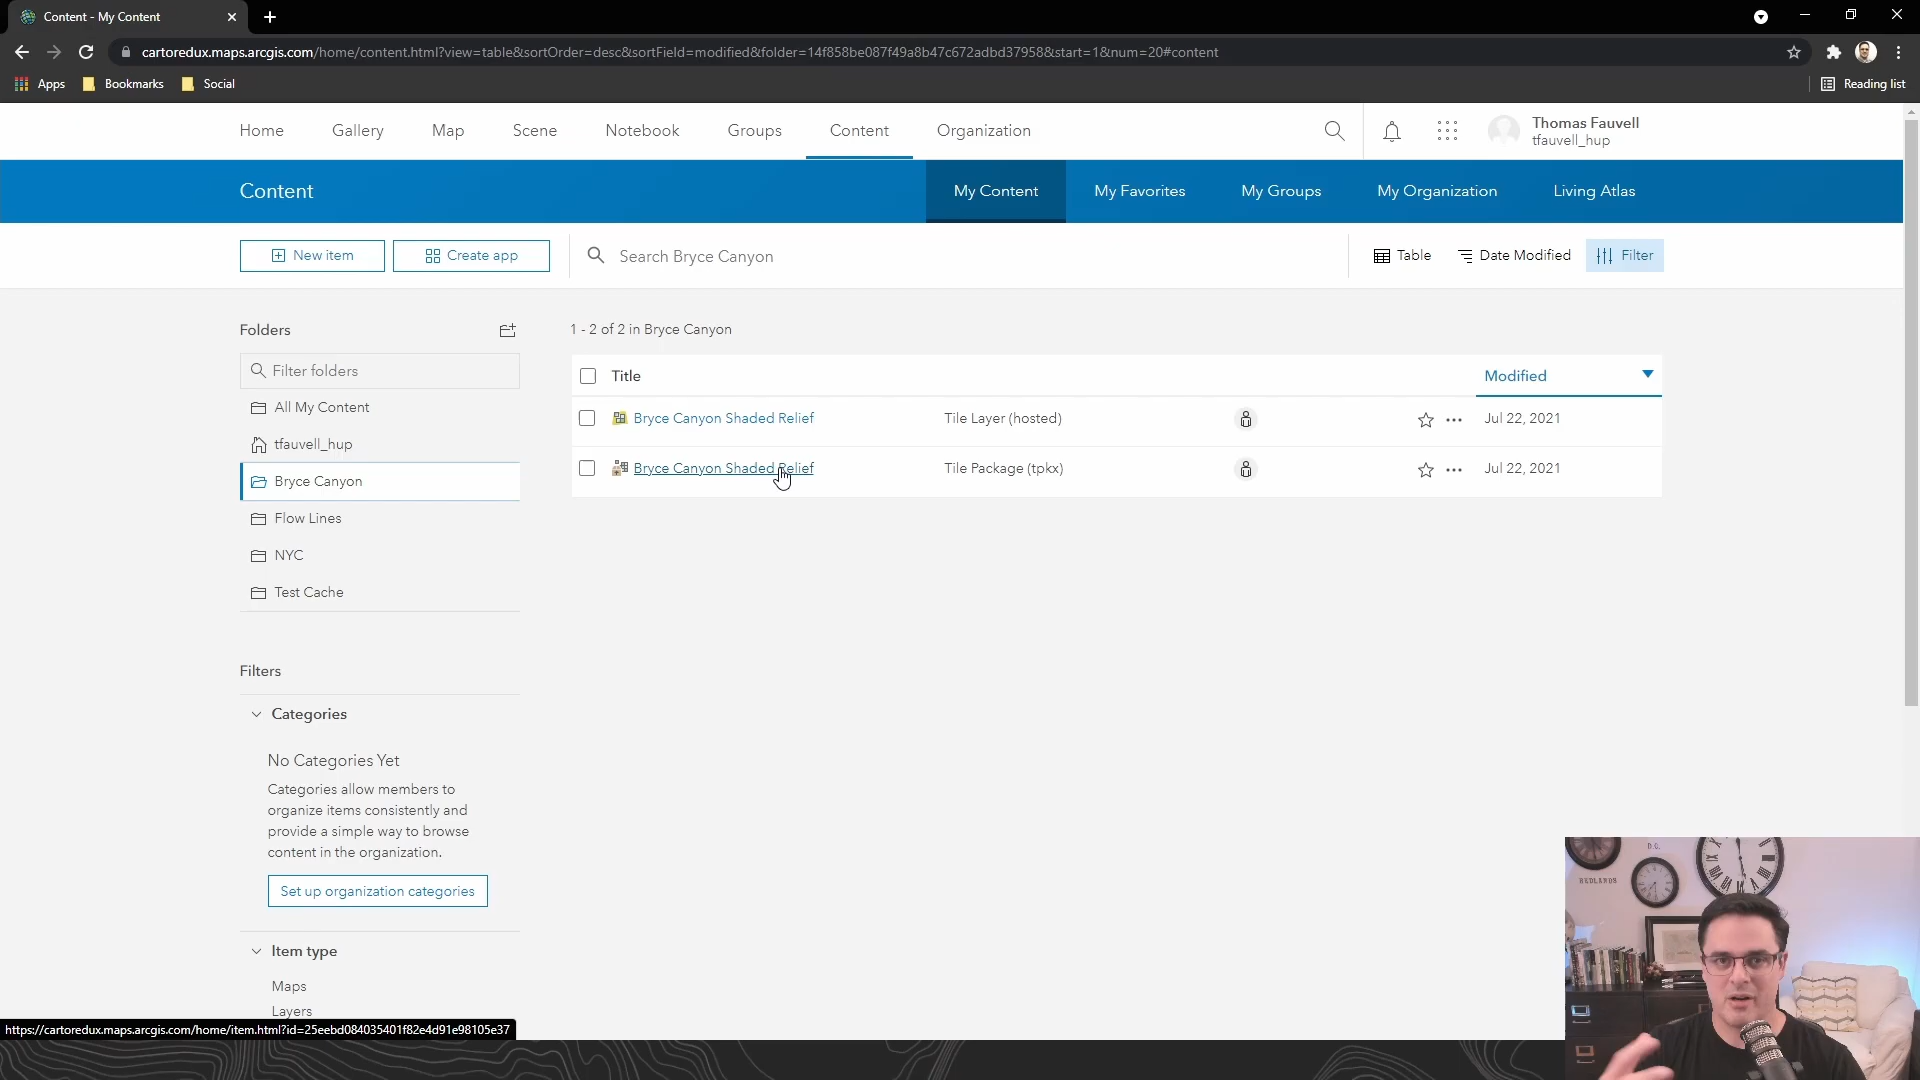 Content - My Content
cartoredux.maps.arcgis.com/home/content.html?view=table&sortOrder=desc&sortField=modified&folder=14f858be087f49a8b47c672adbd37958&start=1&num=20#content
Apps Bookmarks Social Reading list
Home Gallery Map Scene Notebook Groups Content Organization
Thomas Fauvell
tfauvell_hup
Content My Content My Favorites My Groups My Organization Living Atlas
New item Create app Search Bryce Canyon Table Date Modified Filter
Folders
1 - 2 of 2 in Bryce Canyon
Filter folders
Title Modified
All My Content
Bryce Canyon Shaded Relief Tile Layer (hosted) Jul 22, 2021
tfauvell_hup
Bryce Canyon Shaded Relief Tile Package (tpkx) Jul 22, 2021
Bryce Canyon
Flow Lines
NYC
Test Cache
Filters
Categories
No Categories Yet
Categories allow members to
organize items consistently and
provide a simple way to browse
content in the organization.
Set up organization categories
Item type
Maps
Layers
https://cartoredux.maps.arcgis.com/home/item.html?id=25eebd084035401f82e4d91e98105e37
D.C.
REDLANDS